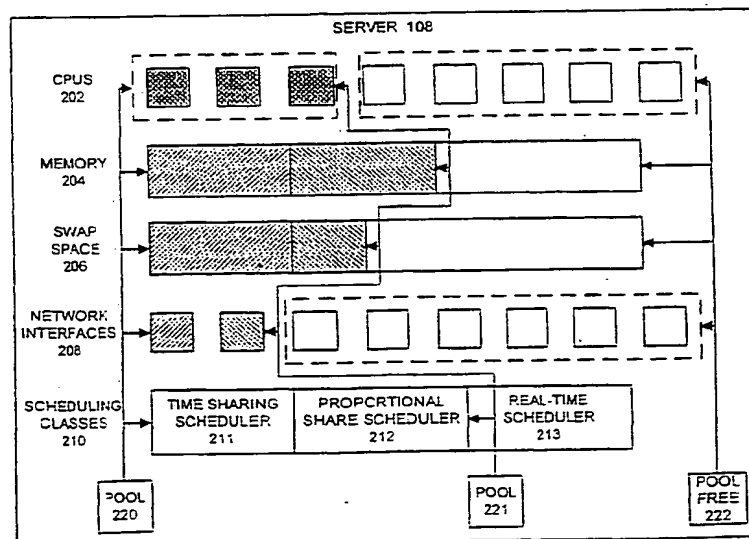 SERVER 108
CPUS
202
MEMORY
204
SWAP
SPACE
206
NETWORK
INTERFACES
208
SCHEDULING
CLASSES
210
TIME SHARING
SCHEDULER
211
PROPORTIONAL
SHARE SCHEDULER
212
REAL-TIME
SCHEDULER
213
POOL
220
POOL
221
POOL
FREE
222